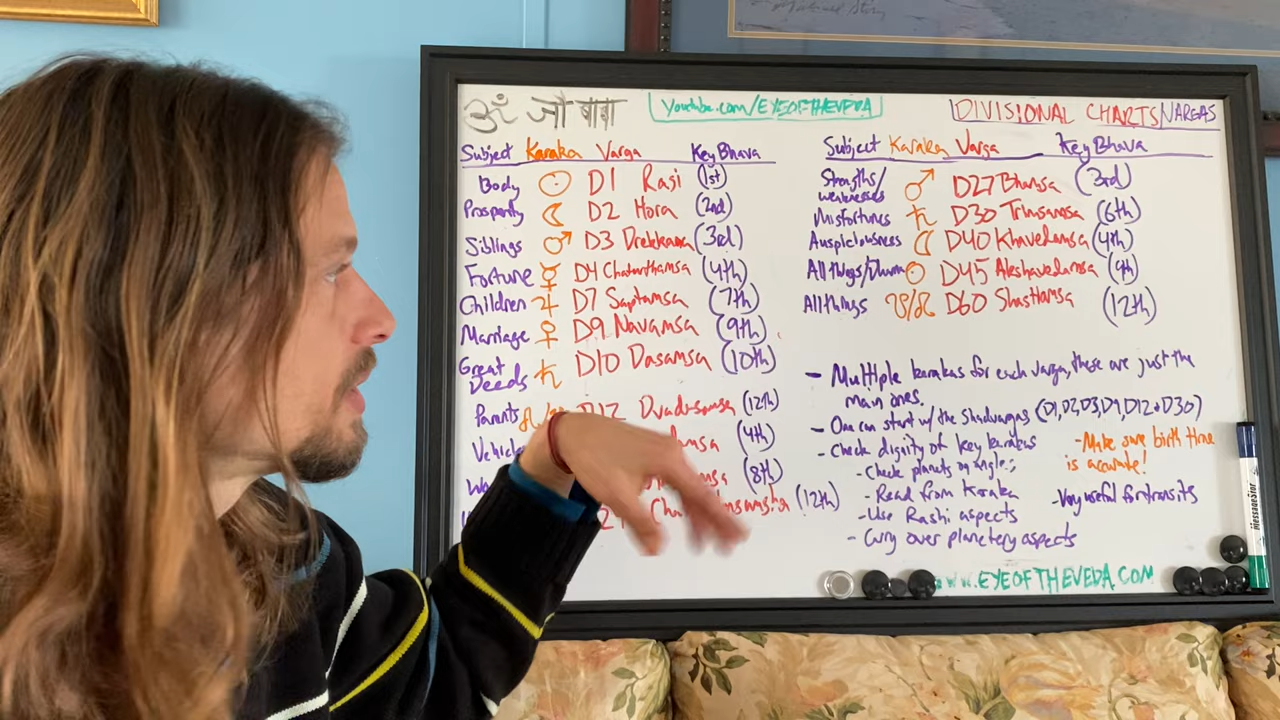 ॐ जौ बाबा
Youtube.com/EYEOFTHEVEDA
DIVISIONAL CHARTS VARGAS
Subject Karaka Varga Key Bhava
Body ☉ D1 Rasi (1st)
Prosperity ☾ D2 Hora (2nd)
Siblings ♂ D3 Drekkana (3rd)
Fortune ☿ D4 Chaturthamsa (4th)
Children ♃ D7 Saptamsa (7th)
Marriage ♀ D9 Navamsa (9th)
Great Deeds ♄ D10 Dasamsa (10th)
Parents D12 Dvadasamsa (12th)
Vehicl (4th)
(8th)
(12th)
Subject Karaka Varga Key Bhava
Strengths/
weaknesses ♂ D27 Bhamsa (3rd)
Misfortunes ♄ D30 Trimsamsa (6th)
Auspiciousness ☾ D40 Khavedamsa (4th)
All things/Dharma D45 Akshavedamsa (9th)
All things ☋/☊ D60 Shastiamsa (12th)
- Multiple karakas for each varga, these are just the
main ones.
- One can start w/ the Shadvargas (D1, D2, D3, D9, D12 + D30)
- Check dignity of key karakas
- Check planets on angles
- Read from Karaka
- Use Rashi aspects
- Carry over planetary aspects
- Make sure birth time
is accurate!
- Very useful for transits
WWW.EYEOFTHEVEDA.COM